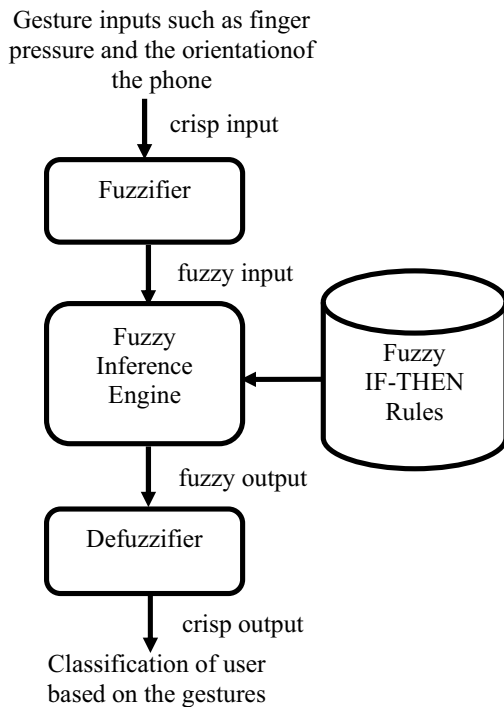 Gesture inputs such as finger
pressure and the orientationof
the phone
crisp input
Fuzzifier
fuzzy input
Fuzzy
Inference
Engine
Fuzzy
IF-THEN
Rules
fuzzy output
Defuzzifier
crisp output
Classification of user
based on the gestures